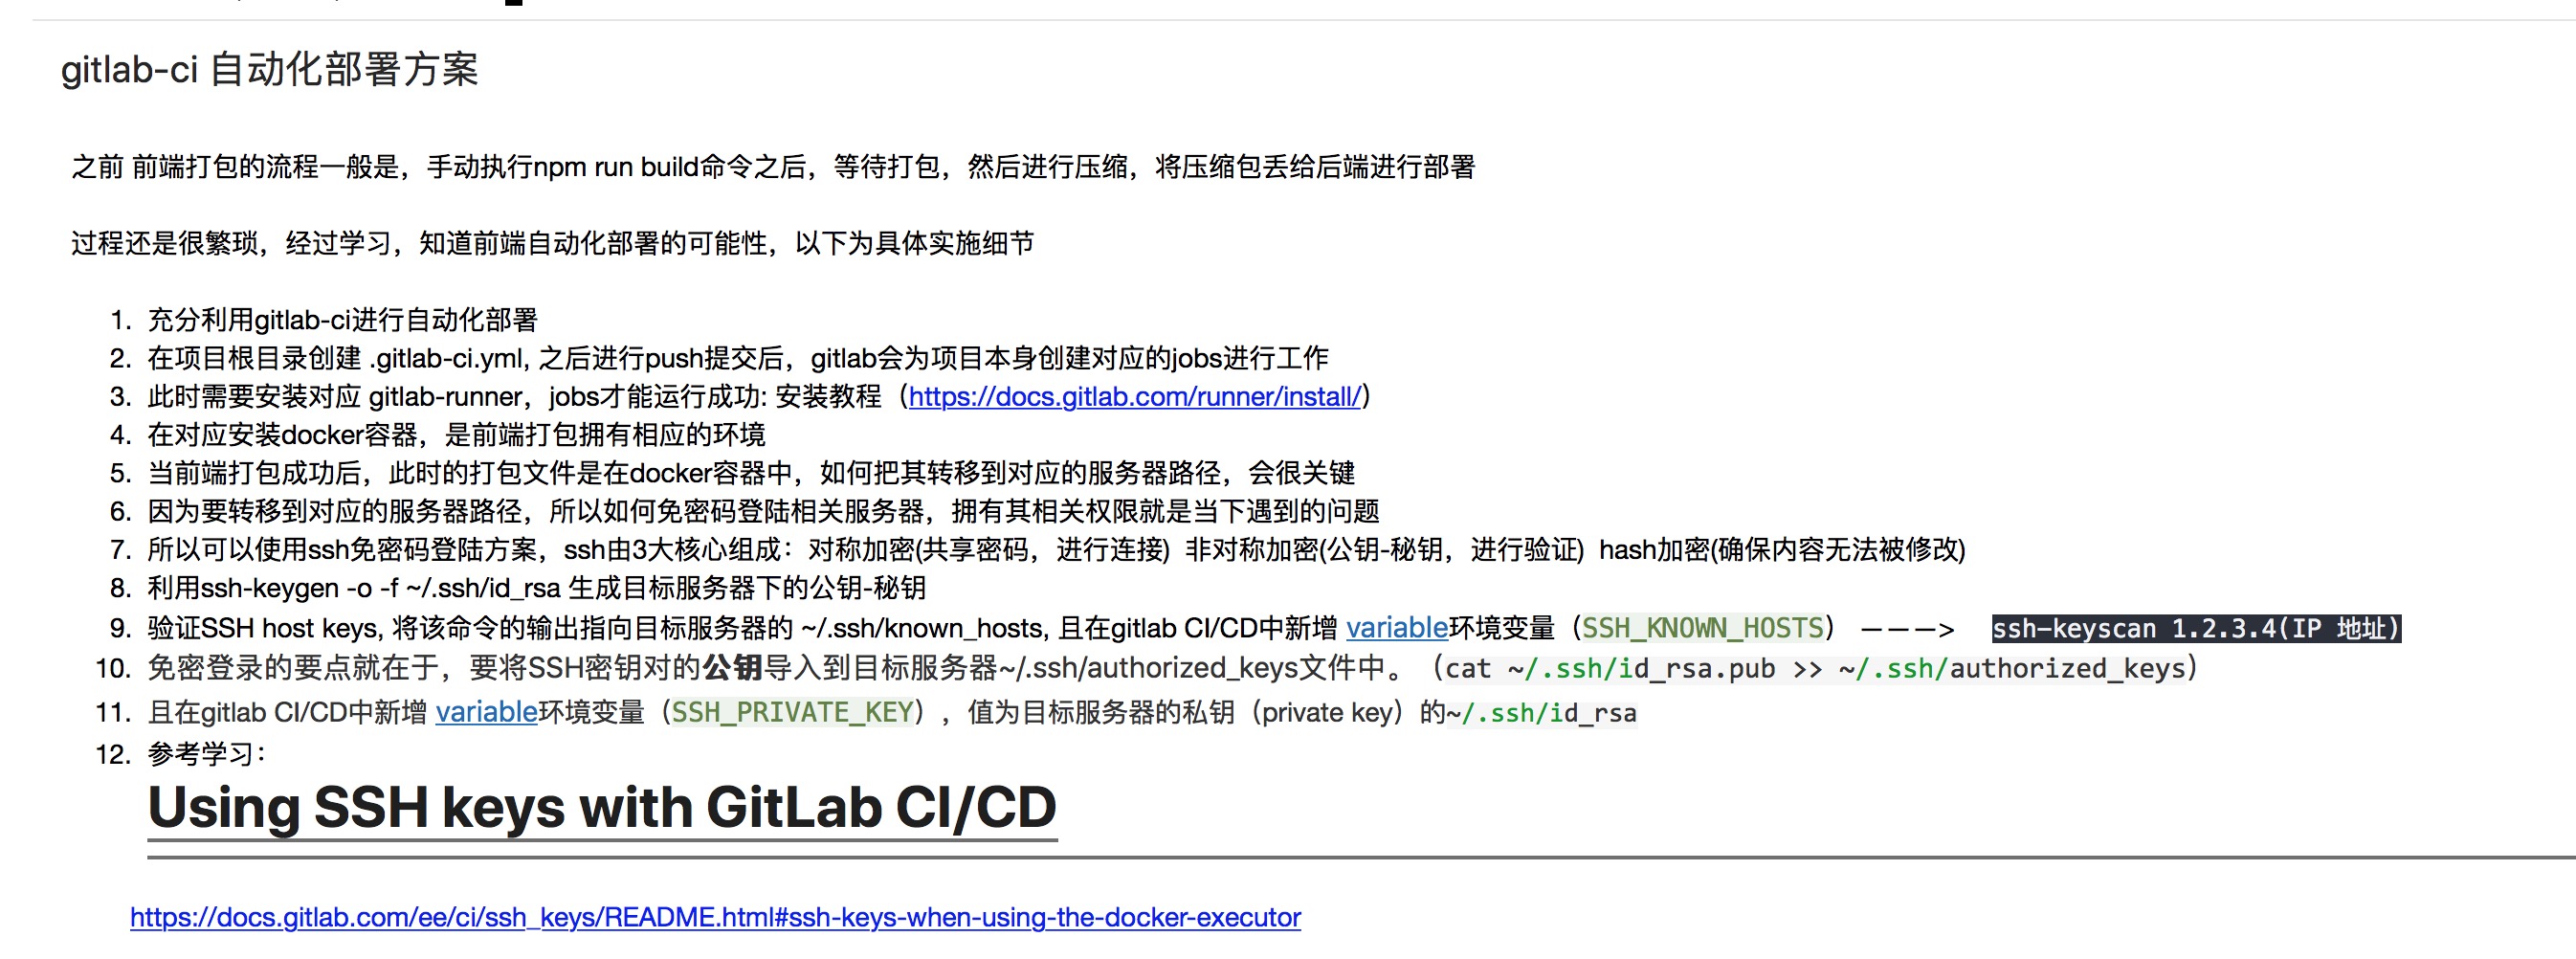 gitlab-ci 自动化部署方案
之前 前端打包的流程一般是，手动执行npm run build命令之后，等待打包，然后进行压缩，将压缩包丢给后端进行部署
过程还是很繁琐，经过学习，知道前端自动化部署的可能性，以下为具体实施细节
1. 充分利用gitlab-ci进行自动化部署
2. 在项目根目录创建 .gitlab-ci.yml, 之后进行push提交后，gitlab会为项目本身创建对应的jobs进行工作
3. 此时需要安装对应 gitlab-runner，jobs才能运行成功: 安装教程（https://docs.gitlab.com/runner/install/）
4. 在对应安装docker容器，是前端打包拥有相应的环境
5. 当前端打包成功后，此时的打包文件是在docker容器中，如何把其转移到对应的服务器路径，会很关键
6. 因为要转移到对应的服务器路径，所以如何免密码登陆相关服务器，拥有其相关权限就是当下遇到的问题
7. 所以可以使用ssh免密码登陆方案，ssh由3大核心组成：对称加密(共享密码，进行连接) 非对称加密(公钥-秘钥，进行验证) hash加密(确保内容无法被修改)
8. 利用ssh-keygen -o -f ~/.ssh/id_rsa 生成目标服务器下的公钥-秘钥
9. 验证SSH host keys, 将该命令的输出指向目标服务器的 ~/.ssh/known_hosts, 且在gitlab CI/CD中新增 variable环境变量（SSH_KNOWN_HOSTS） ———> ssh-keyscan 1.2.3.4(IP 地址)
10. 免密登录的要点就在于，要将SSH密钥对的公钥导入到目标服务器~/.ssh/authorized_keys文件中。（cat ~/.ssh/id_rsa.pub >> ~/.ssh/authorized_keys）
11. 且在gitlab CI/CD中新增 variable环境变量（SSH_PRIVATE_KEY），值为目标服务器的私钥（private key）的~/.ssh/id_rsa
12. 参考学习：
Using SSH keys with GitLab CI/CD
https://docs.gitlab.com/ee/ci/ssh_keys/README.html#ssh-keys-when-using-the-docker-executor